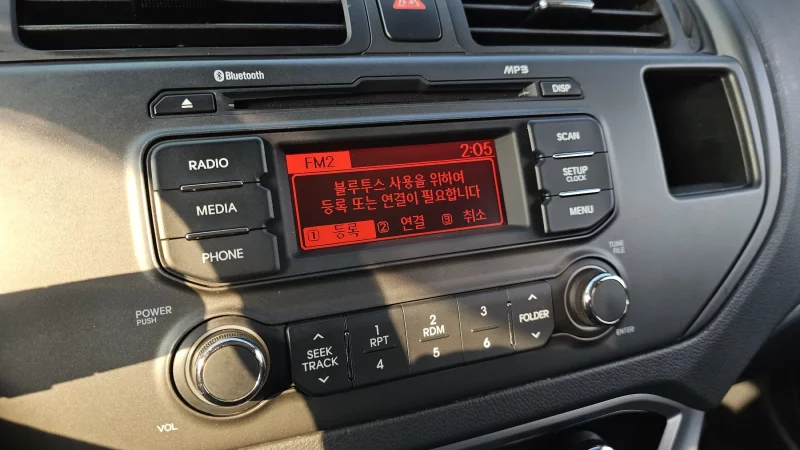 Bluetooth
MP3
DISP
RADIO
MEDIA
PHONE
FM2
2:05
블루투스 사용을 위하여
등록 또는 연결이 필요합니다
1 등록 2 연결 3 취소
SCAN
SETUP
CLOCK
MENU
TUNE
FILE
ENTER
POWER
PUSH
VOL
SEEK
TRACK
1
RPT
4
2
RDM
5
3
6
FOLDER